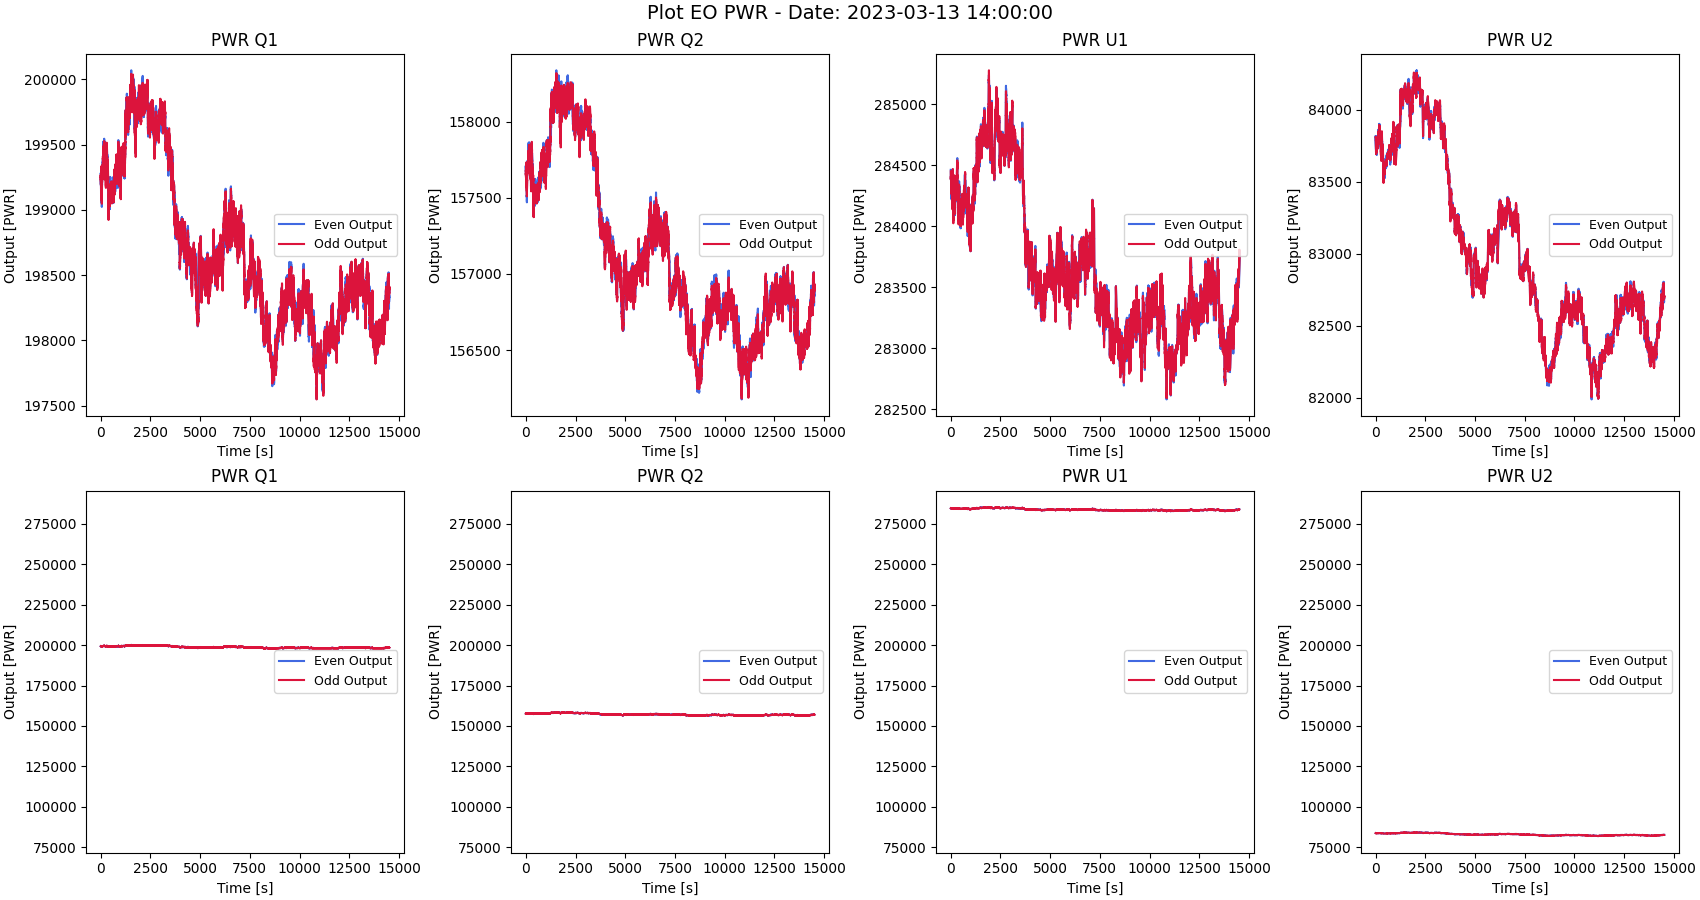 Plot EO PWR - Date: 2023-03-13 14:00:00
PWR Q1
Output [PWR]
200000
199500
199000
198500
198000
197500
0 2500 5000 7500 10000 12500 15000
Time [s]
Even Output
Odd Output
PWR Q2
Output [PWR]
158000
157500
157000
156500
0 2500 5000 7500 10000 12500 15000
Time [s]
Even Output
Odd Output
PWR U1
Output [PWR]
285000
284500
284000
283500
283000
282500
0 2500 5000 7500 10000 12500 15000
Time [s]
Even Output
Odd Output
PWR U2
Output [PWR]
84000
83500
83000
82500
82000
0 2500 5000 7500 10000 12500 15000
Time [s]
Even Output
Odd Output
PWR Q1
Output [PWR]
275000
250000
225000
200000
175000
150000
125000
100000
75000
0 2500 5000 7500 10000 12500 15000
Time [s]
Even Output
Odd Output
PWR Q2
Output [PWR]
275000
250000
225000
200000
175000
150000
125000
100000
75000
0 2500 5000 7500 10000 12500 15000
Time [s]
Even Output
Odd Output
PWR U1
Output [PWR]
275000
250000
225000
200000
175000
150000
125000
100000
75000
0 2500 5000 7500 10000 12500 15000
Time [s]
Even Output
Odd Output
PWR U2
Output [PWR]
275000
250000
225000
200000
175000
150000
125000
100000
75000
0 2500 5000 7500 10000 12500 15000
Time [s]
Even Output
Odd Output